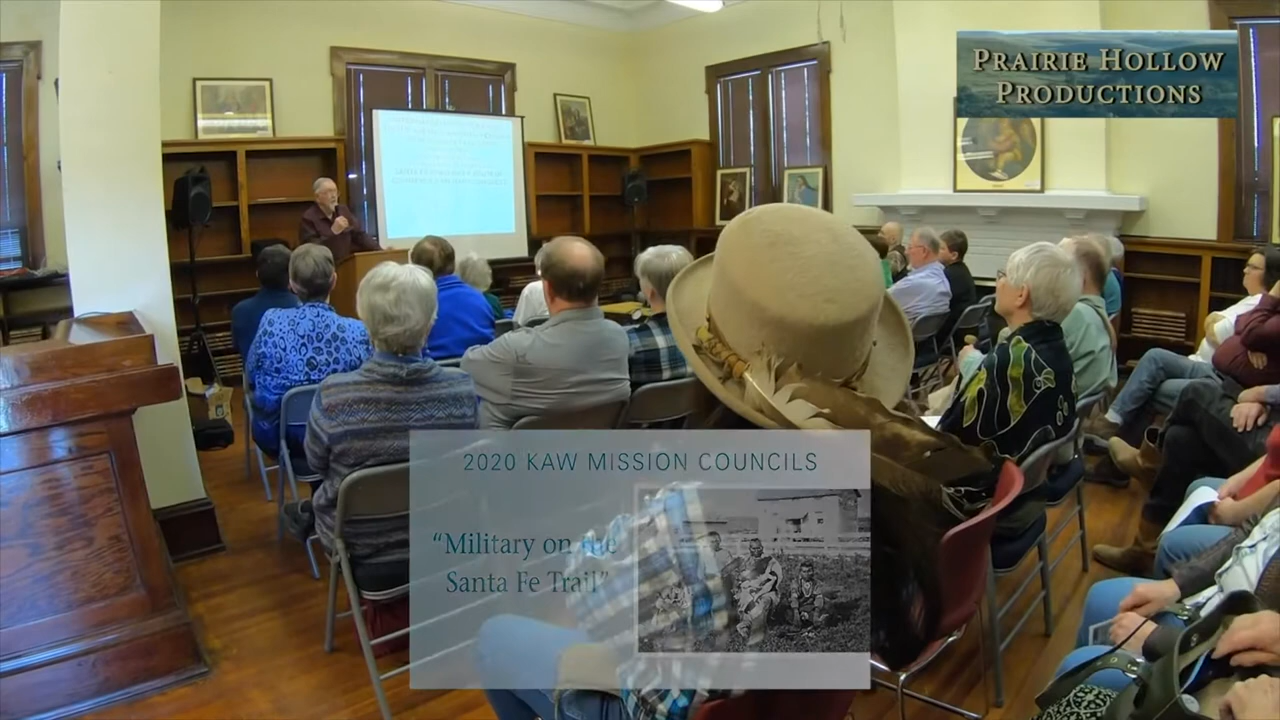 PRAIRIE HOLLOW
PRODUCTIONS
2020 KAW MISSION COUNCILS
“Military on the
Santa Fe Trail”